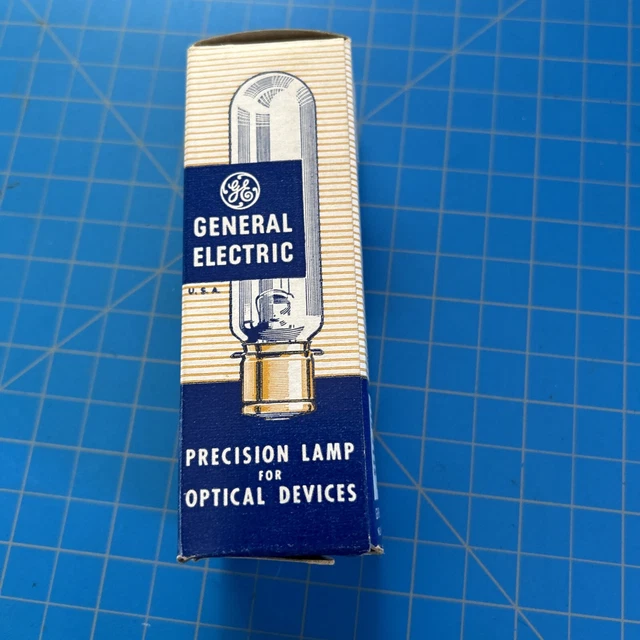 GE
GENERAL
ELECTRIC
U.S.A.
PRECISION LAMP
FOR
OPTICAL DEVICES